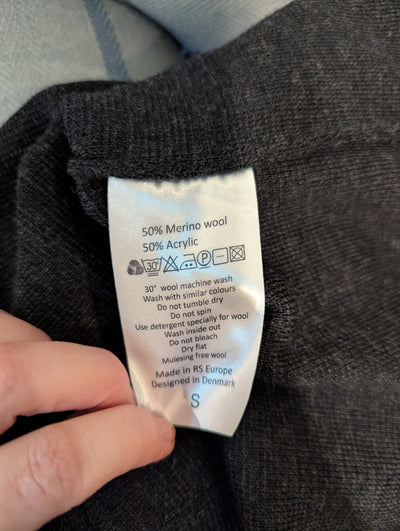 50% Merino wool
50% Acrylic
30° P
30° wool machine wash
Wash with similar colours
Do not tumble dry
Do not spin
Use detergent specially for wool
Wash inside out
Do not bleach
Dry flat
Mulesing free wool
Made in RS Europe
Designed in Denmark
S